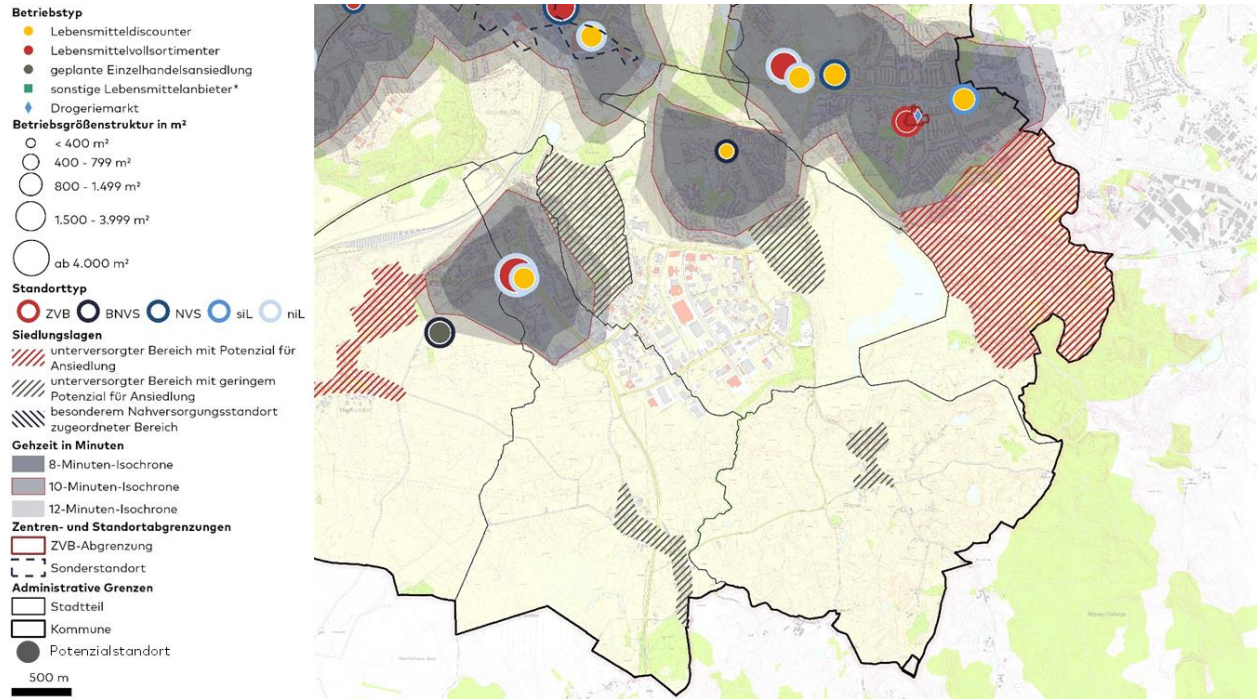 Betriebstyp
Lebensmitteldiscounter
Lebensmittelvollsortimenter
geplante Einzelhandelsansiedlung
sonstige Lebensmittelanbieter*
Drogeriemarkt
Betriebsgrößenstruktur in m²
< 400 m²
400 - 799 m²
800 - 1.499 m²
1.500 - 3.999 m²
ab 4.000 m²
Standorttyp
ZVB BNVS NVS siL niL
Siedlungslagen
unterversorgter Bereich mit Potenzial für
Ansiedlung
unterversorgter Bereich mit geringem
Potenzial für Ansiedlung
besonderem Nahversorgungsstandort
zugeordneter Bereich
Gehzeit in Minuten
8-Minuten-Isochrone
10-Minuten-Isochrone
12-Minuten-Isochrone
Zentren- und Standortabgrenzungen
ZVB-Abgrenzung
Sonderstandort
Administrative Grenzen
Stadtteil
Kommune
Potenzialstandort
500 m